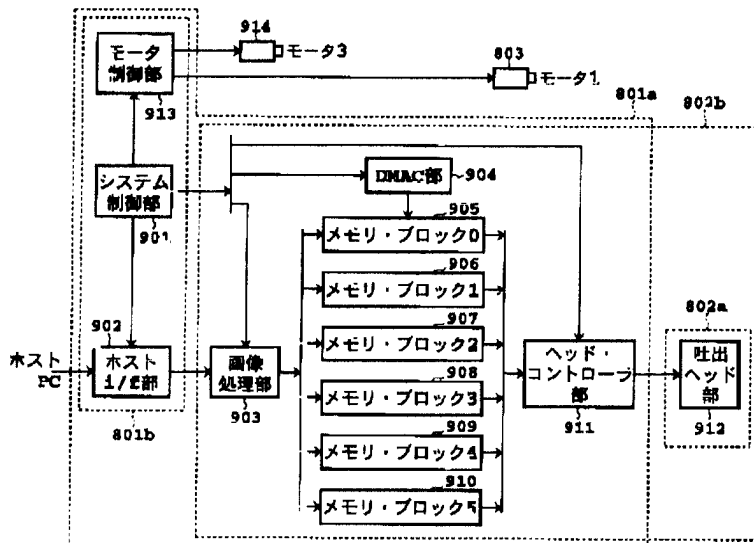 914
モータ3
モータ
制御部
913
803
モータ1
801a
802b
システム
制御部
901
DMAC部
904
905
メモリ・ブロック0
906
メモリ・ブロック1
907
メモリ・ブロック2
908
メモリ・ブロック3
909
メモリ・ブロック4
910
メモリ・ブロック5
ホスト
PC
902
ホスト
i/f部
801b
画像
処理部
903
ヘッド・
コントローラ
部
911
802a
吐出
ヘッド
部
912